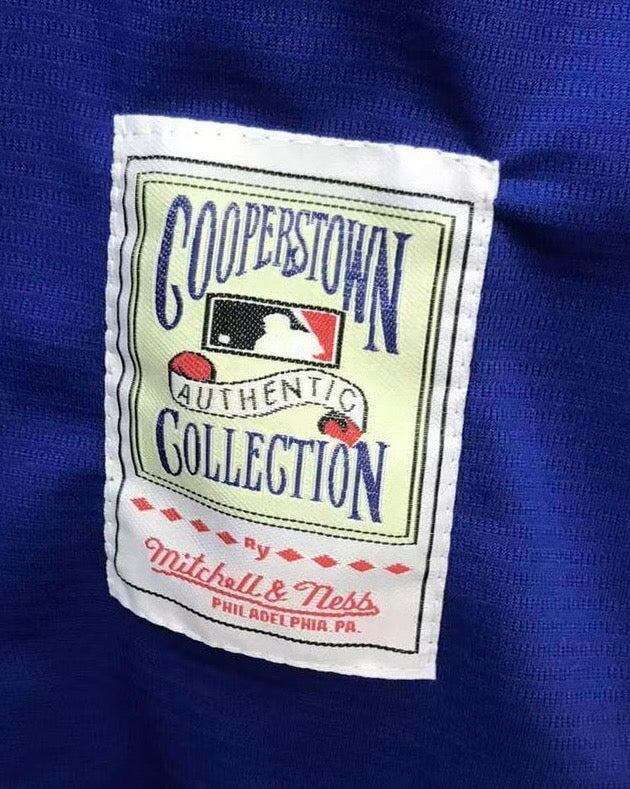 COOPERSTOWN
AUTHENTIC
COLLECTION
By
Mitchell & Ness
PHILADELPHIA. PA.